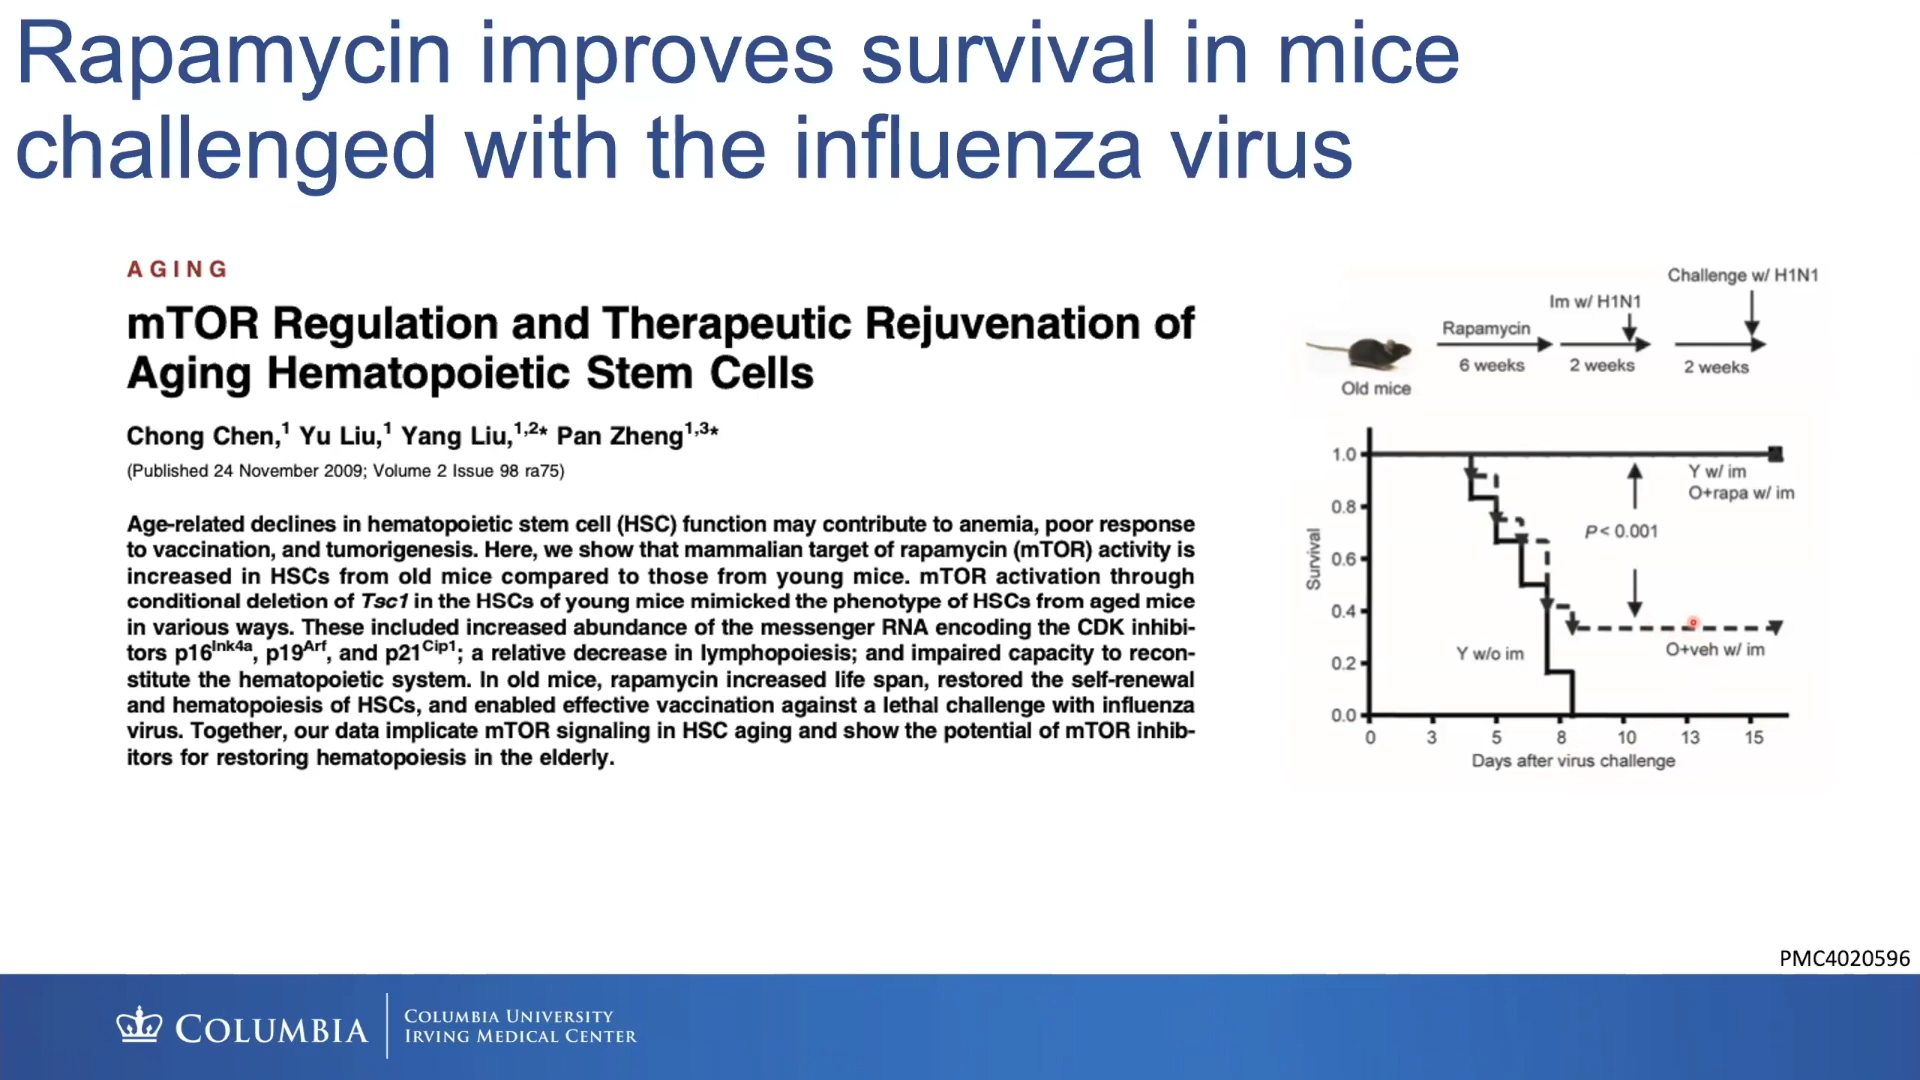 Rapamycin improves survival in mice
challenged with the influenza virus
AGING
mTOR Regulation and Therapeutic Rejuvenation of
Aging Hematopoietic Stem Cells
Chong Chen,¹ Yu Liu,¹ Yang Liu,¹,²* Pan Zheng¹,³*
(Published 24 November 2009; Volume 2 Issue 98 ra75)
Age-related declines in hematopoietic stem cell (HSC) function may contribute to anemia, poor response
to vaccination, and tumorigenesis. Here, we show that mammalian target of rapamycin (mTOR) activity is
increased in HSCs from old mice compared to those from young mice. mTOR activation through
conditional deletion of Tsc1 in the HSCs of young mice mimicked the phenotype of HSCs from aged mice
in various ways. These included increased abundance of the messenger RNA encoding the CDK inhibi-
tors p16Ink4a, p19Arf, and p21Cip1; a relative decrease in lymphopoiesis; and impaired capacity to recon-
stitute the hematopoietic system. In old mice, rapamycin increased life span, restored the self-renewal
and hematopoiesis of HSCs, and enabled effective vaccination against a lethal challenge with influenza
virus. Together, our data implicate mTOR signaling in HSC aging and show the potential of mTOR inhib-
itors for restoring hematopoiesis in the elderly.
Challenge w/ H1N1
Im w/ H1N1
Rapamycin
6 weeks 2 weeks 2 weeks
Old mice
1.0
0.8
0.6
0.4
0.2
0.0
Survival
Y w/ im
O+rapa w/ im
P< 0.001
Y w/o im
O+veh w/ im
0 3 5 8 10 13 15
Days after virus challenge
PMC4020596
COLUMBIA
COLUMBIA UNIVERSITY
IRVING MEDICAL CENTER